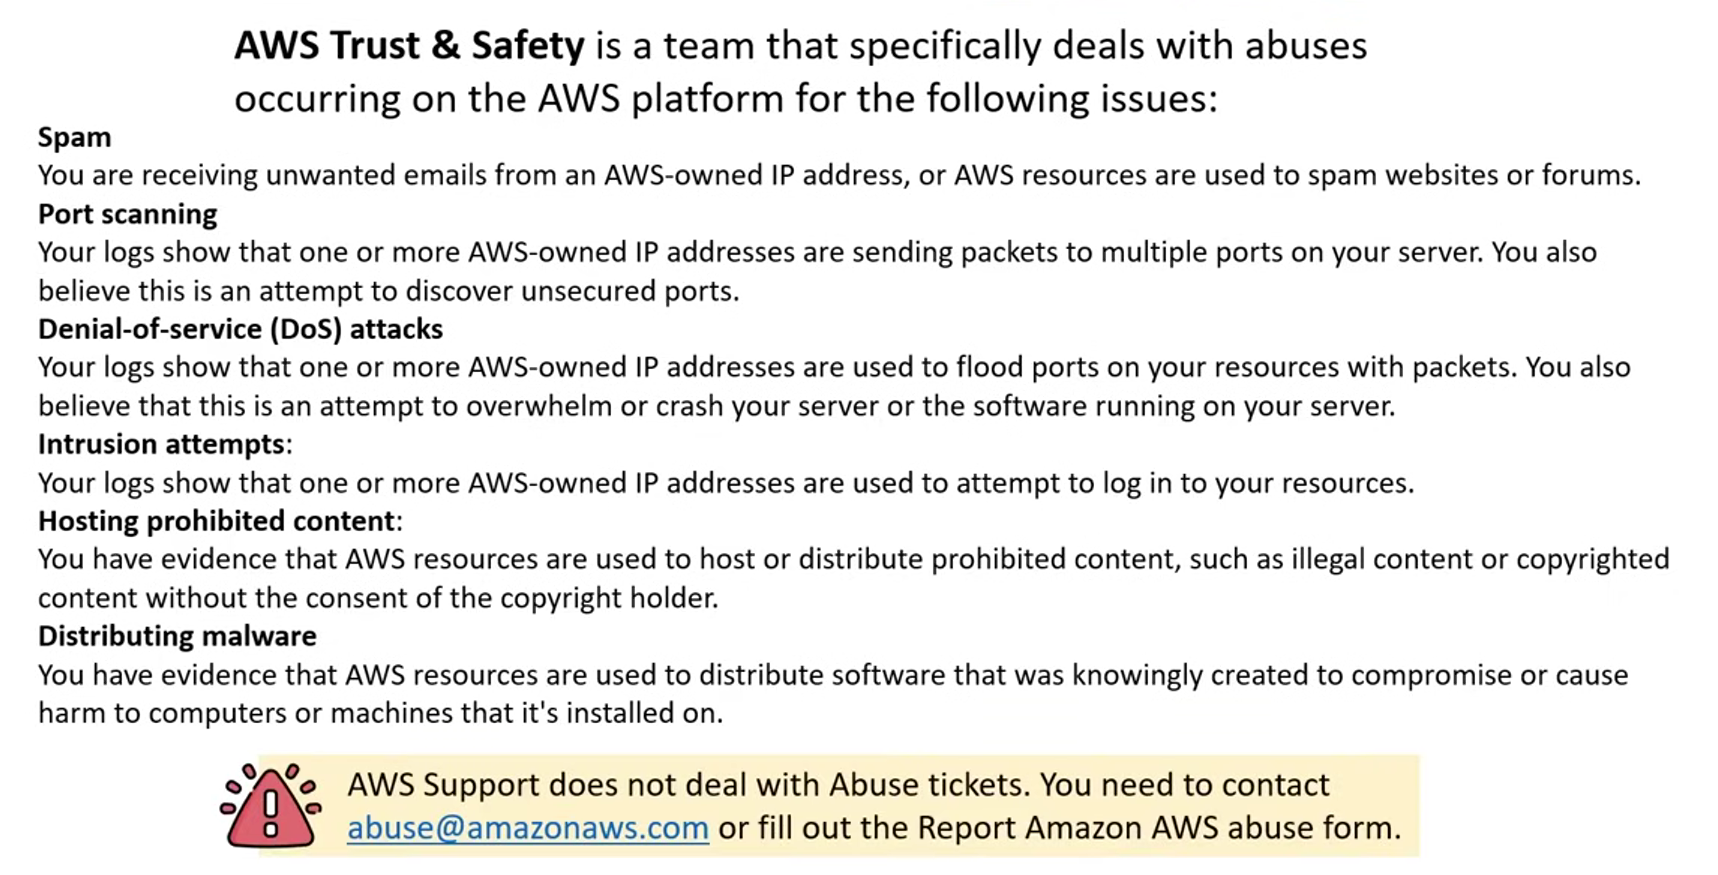 AWS Trust & Safety is a team that specifically deals with abuses
occurring on the AWS platform for the following issues:
Spam
You are receiving unwanted emails from an AWS-owned IP address, or AWS resources are used to spam websites or forums.
Port scanning
Your logs show that one or more AWS-owned IP addresses are sending packets to multiple ports on your server. You also
believe this is an attempt to discover unsecured ports.
Denial-of-service (DoS) attacks
Your logs show that one or more AWS-owned IP addresses are used to flood ports on your resources with packets. You also
believe that this is an attempt to overwhelm or crash your server or the software running on your server.
Intrusion attempts:
Your logs show that one or more AWS-owned IP addresses are used to attempt to log in to your resources.
Hosting prohibited content:
You have evidence that AWS resources are used to host or distribute prohibited content, such as illegal content or copyrighted
content without the consent of the copyright holder.
Distributing malware
You have evidence that AWS resources are used to distribute software that was knowingly created to compromise or cause
harm to computers or machines that it's installed on.
AWS Support does not deal with Abuse tickets. You need to contact
abuse@amazonaws.com or fill out the Report Amazon AWS abuse form.